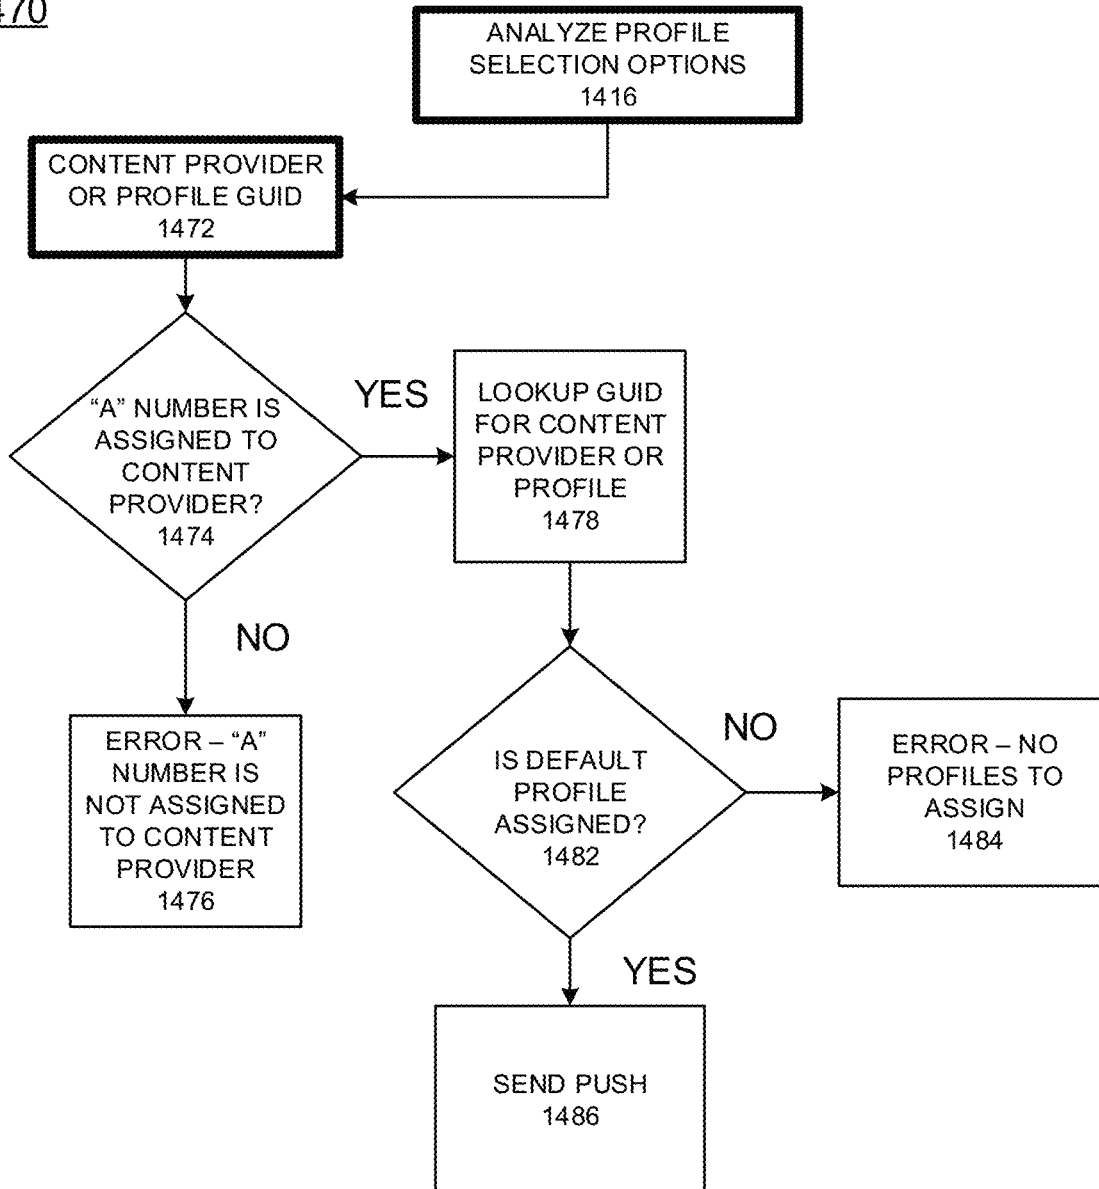 470
ANALYZE PROFILE
SELECTION OPTIONS
1416
CONTENT PROVIDER
OR PROFILE GUID
1472
“A” NUMBER IS
ASSIGNED TO
CONTENT
PROVIDER?
1474
YES
LOOKUP GUID
FOR CONTENT
PROVIDER OR
PROFILE
1478
NO
ERROR – “A”
NUMBER IS
NOT ASSIGNED
TO CONTENT
PROVIDER
1476
IS DEFAULT
PROFILE
ASSIGNED?
1482
NO
ERROR – NO
PROFILES TO
ASSIGN
1484
YES
SEND PUSH
1486